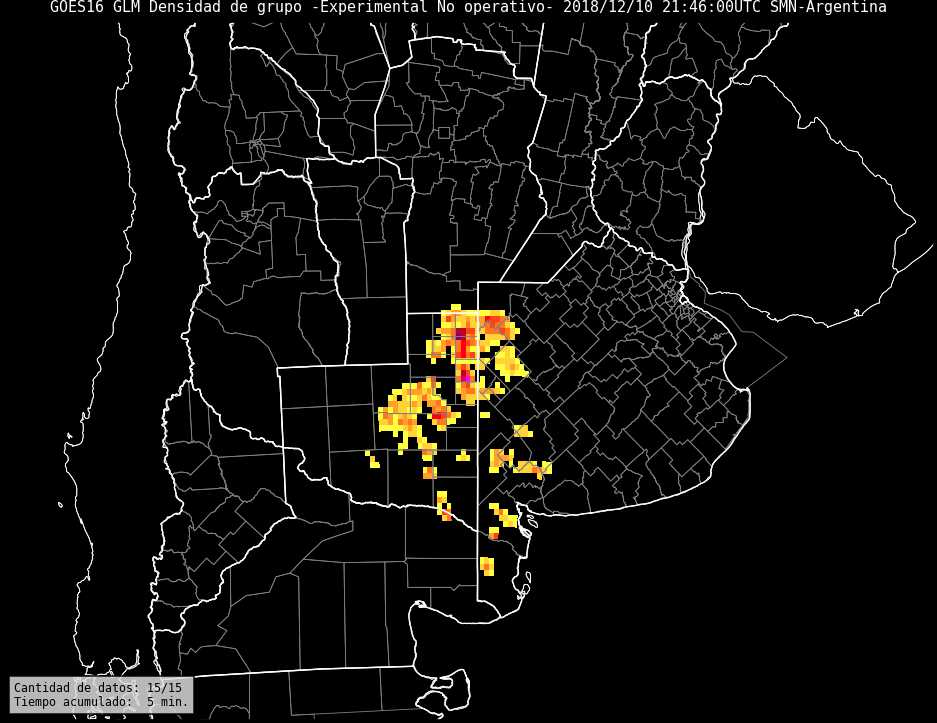 GOES16 GLM Densidad de grupo -Experimental No operativo- 2018/12/10 21:46:00UTC SMN-Argentina
Cantidad de datos: 15/15
Tiempo acumulado:  5 min.